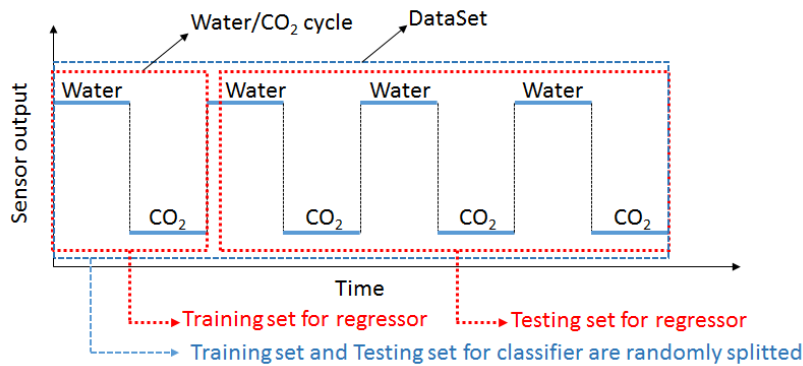 Water/CO₂ cycle
DataSet
Water
Water
Water
Water
CO₂
CO₂
CO₂
CO₂
Sensor output
Time
Training set for regressor
Testing set for regressor
Training set and Testing set for classifier are randomly splitted